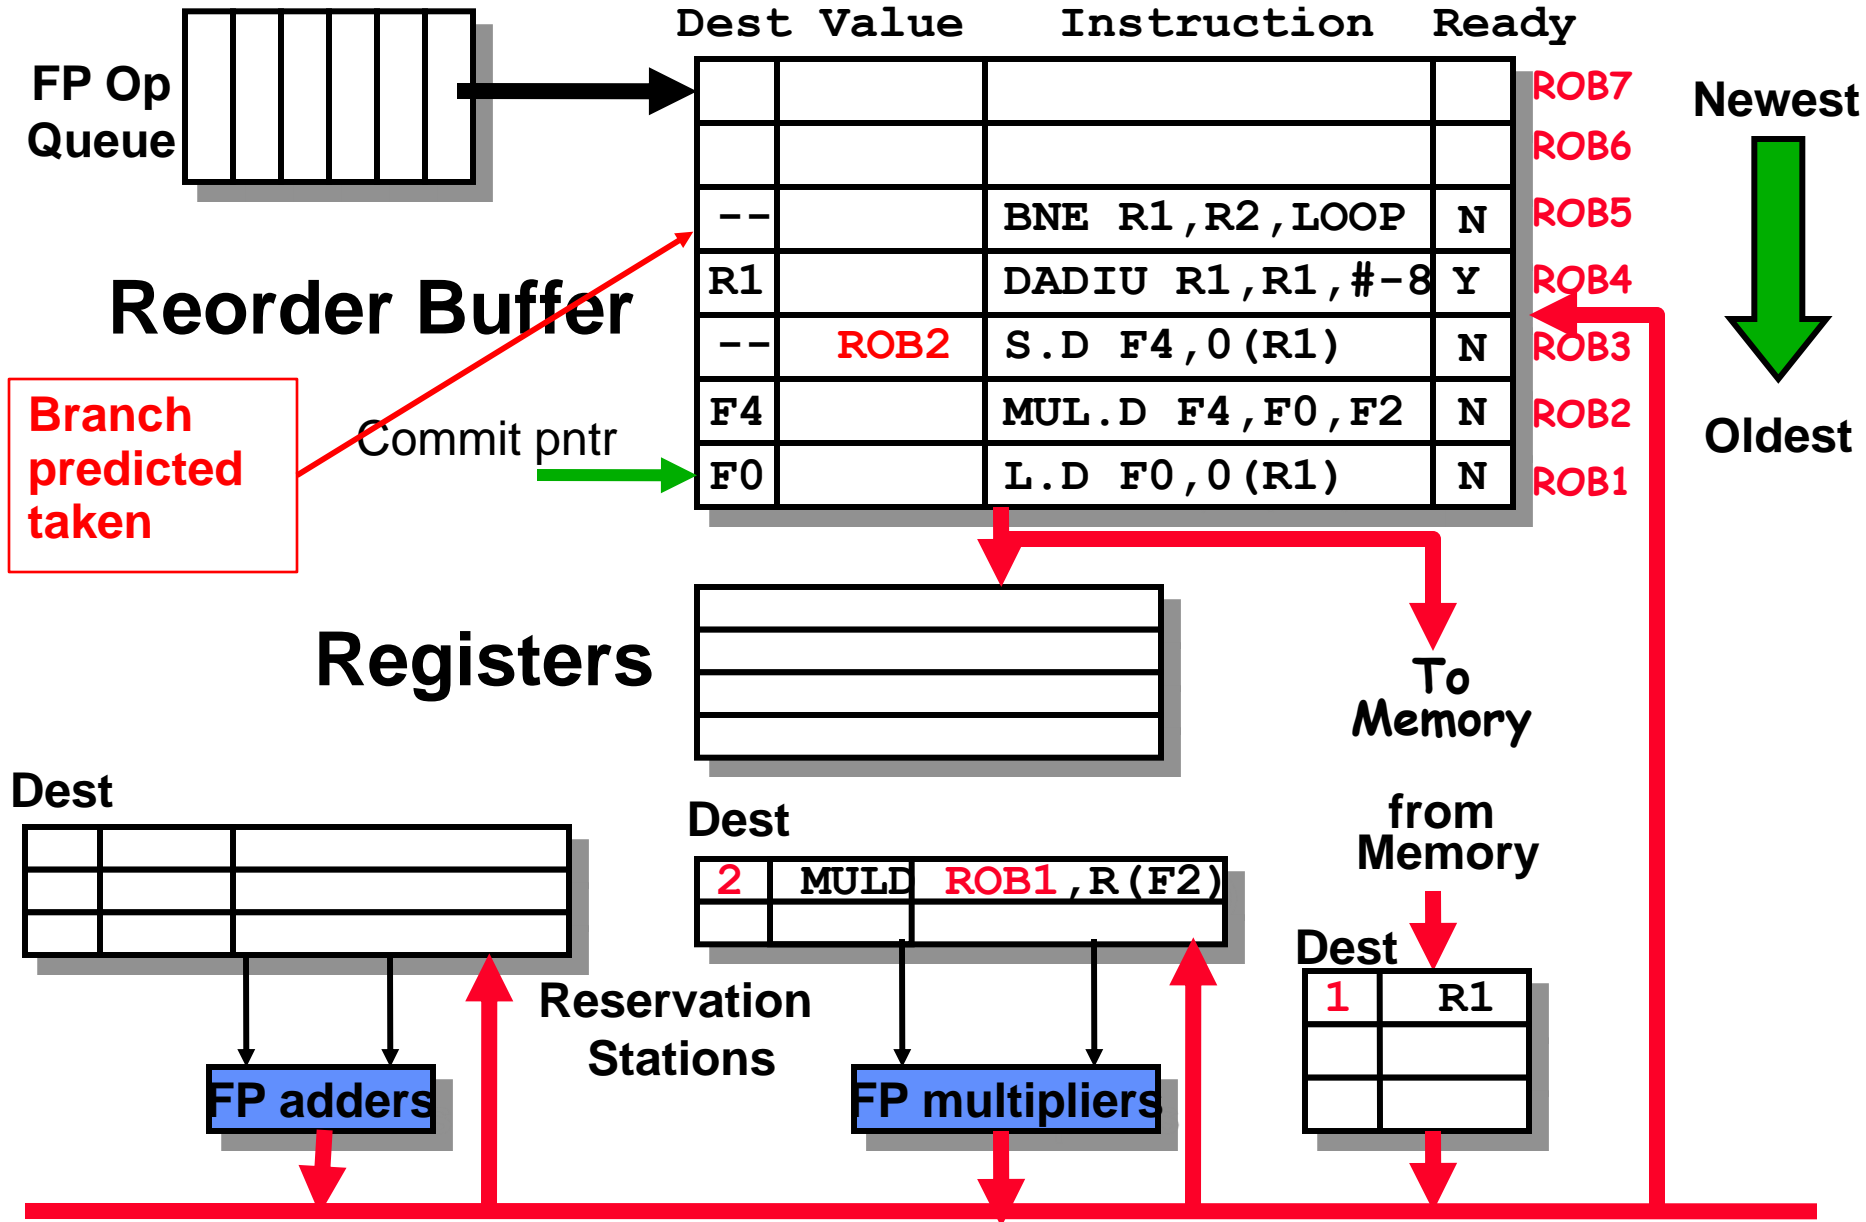 Dest Value Instruction Ready
FP Op
Queue
ROB7
ROB6
-- BNE R1,R2,LOOP N ROB5
R1 DADIU R1,R1,#-8 Y ROB4
-- ROB2 S.D F4,0(R1) N ROB3
F4 MUL.D F4,F0,F2 N ROB2
F0 L.D F0,0(R1) N ROB1
Newest
Oldest
Reorder Buffer
Branch
predicted
taken
Commit pntr
Registers
To
Memory
from
Memory
Dest
Dest
2 MULD ROB1,R(F2)
Dest
1 R1
Reservation
Stations
FP adders
FP multipliers